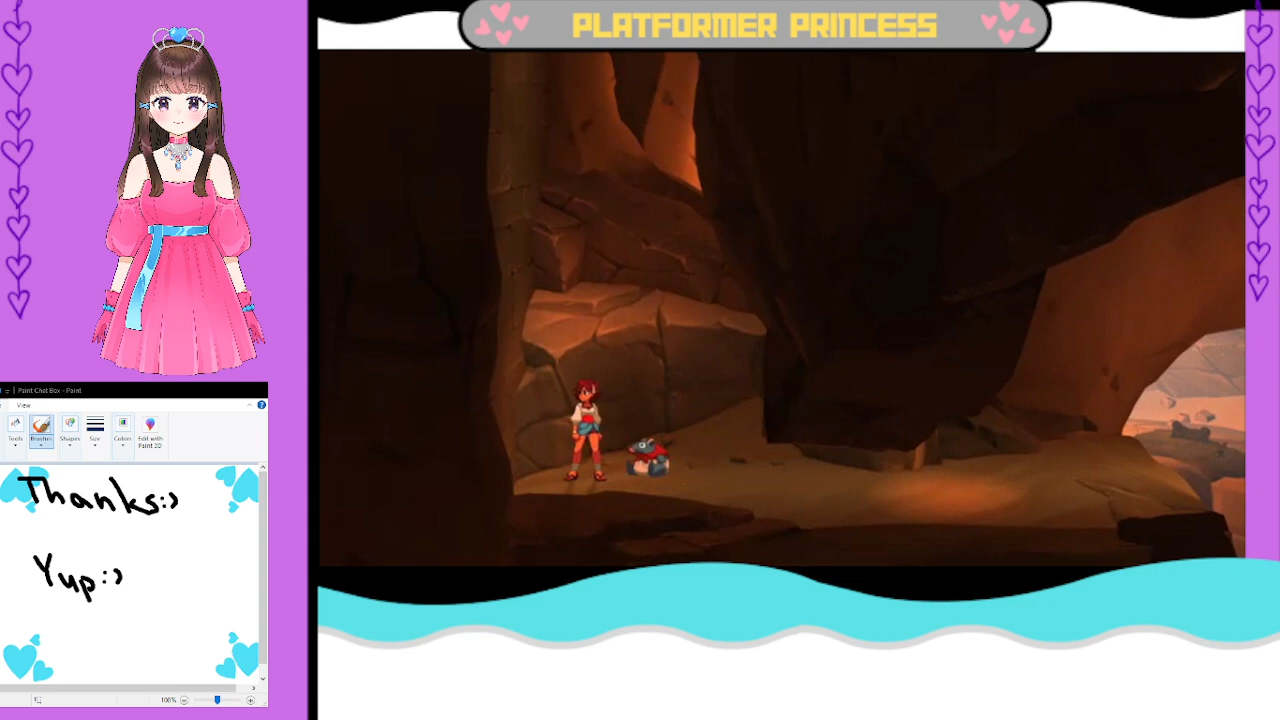 PLATFORMER PRINCESS
Paint Chat Box - Paint
View
Tools
Brushes
Shapes
Size
Colors
Edit with
Paint 3D
Thanks:)
Yup:)
100%